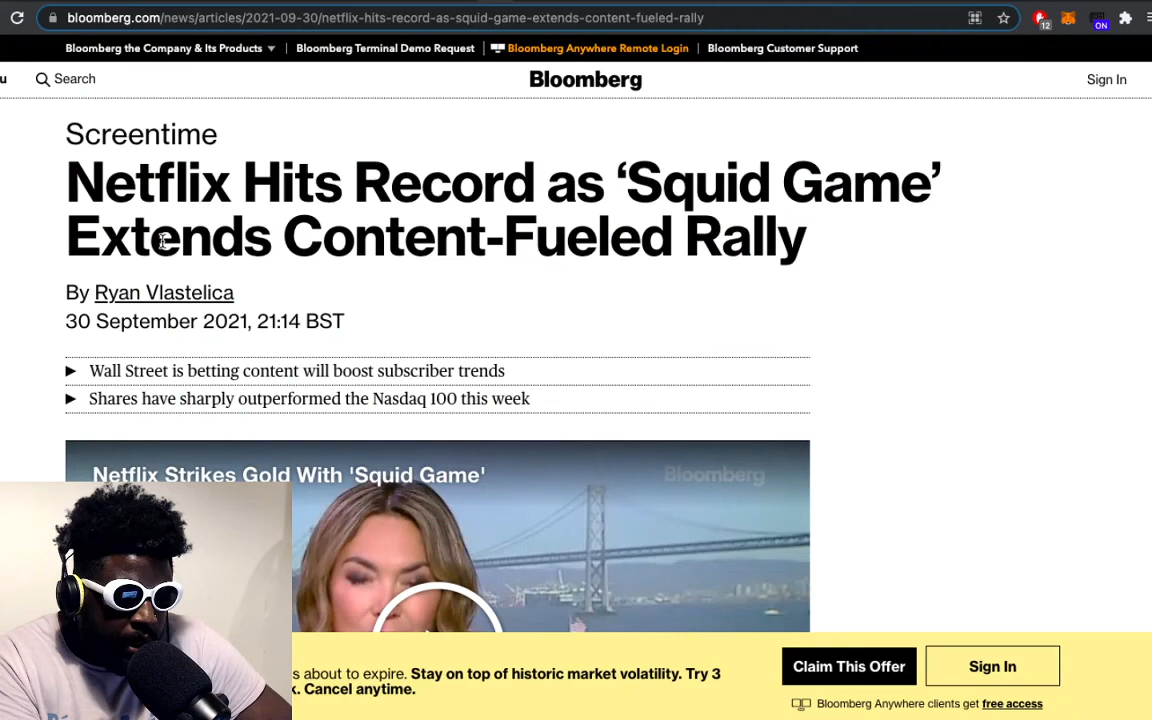 bloomberg.com/news/articles/2021-09-30/netflix-hits-record-as-squid-game-extends-content-fueled-rally
12
ON
Bloomberg the Company & Its Products ▼ | Bloomberg Terminal Demo Request | Bloomberg Anywhere Remote Login | Bloomberg Customer Support
u Search Bloomberg Sign In
Screentime
Netflix Hits Record as ‘Squid Game’
Extends Content-Fueled Rally
By Ryan Vlastelica
30 September 2021, 21:14 BST
► Wall Street is betting content will boost subscriber trends
► Shares have sharply outperformed the Nasdaq 100 this week
Netflix Strikes Gold With 'Squid Game' Bloomberg
s about to expire. Stay on top of historic market volatility. Try 3
. Cancel anytime.
Claim This Offer
Sign In
Bloomberg Anywhere clients get free access